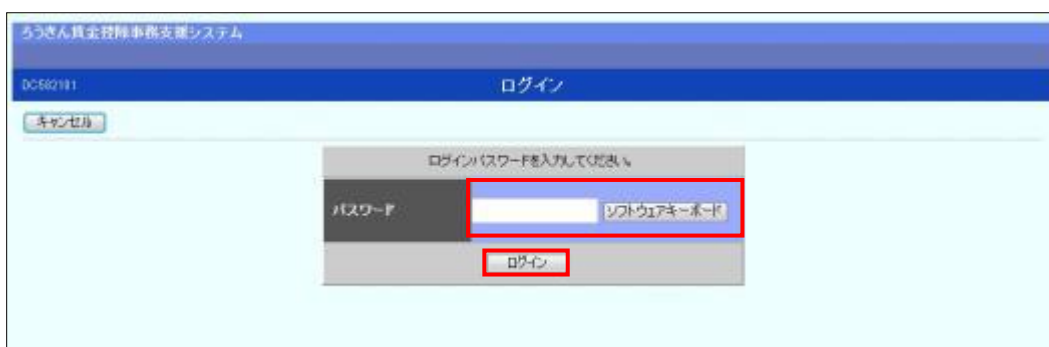 ろうきん賃金控除事務支援システム
DC582101
ログイン
キャンセル
ログインパスワードを入力してください。
パスワード
ソフトウェアキーボード
ログイン